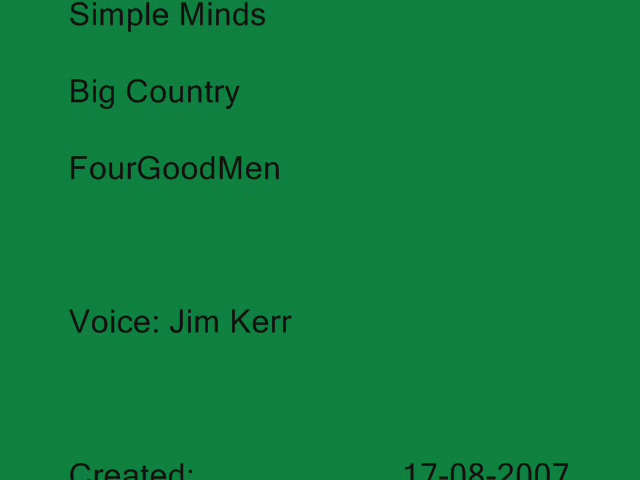 Simple Minds
Big Country
FourGoodMen
Voice: Jim Kerr
Created: 17-08-2007